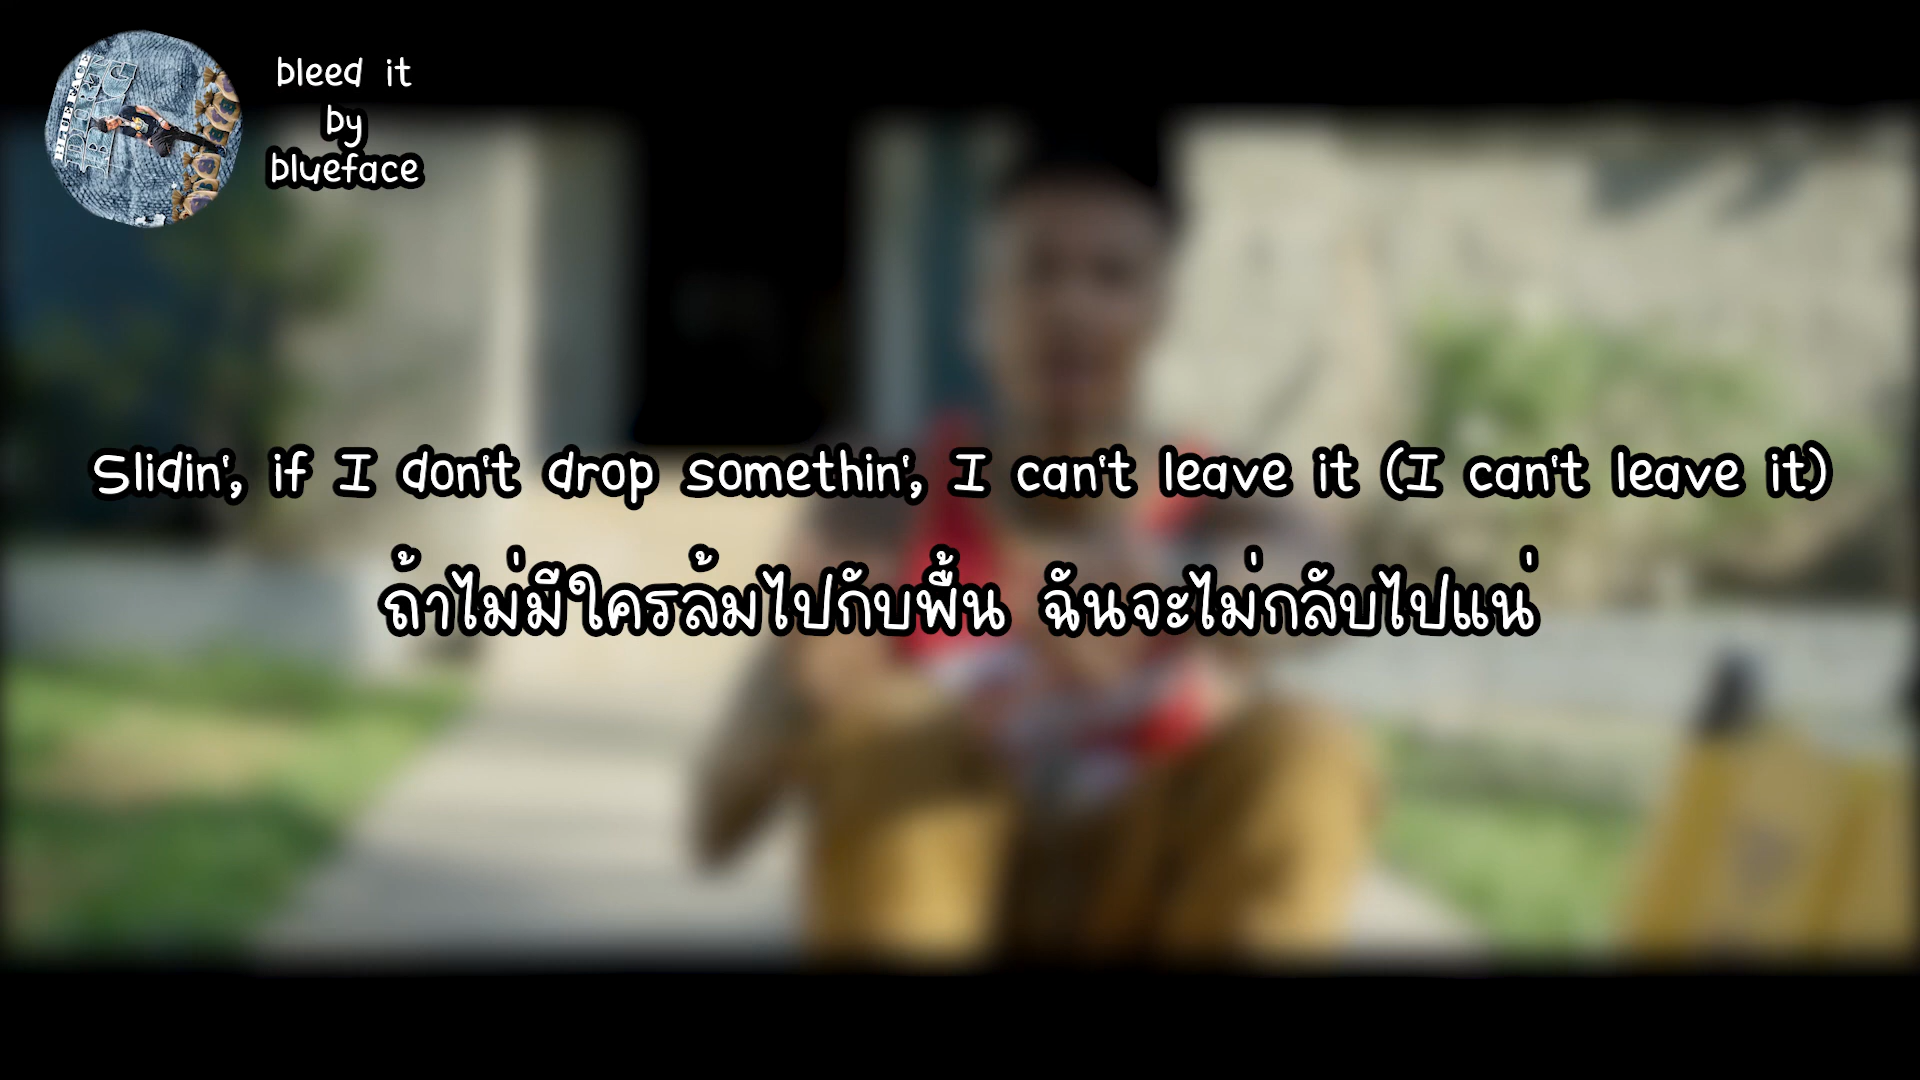 BLUE FACE
bleed it
by
blueface
Slidin', if I don't drop somethin', I can't leave it (I can't leave it)
ถ้าไม่มีใครล้มไปกับพื้น ฉันจะไม่กลับไปแน่